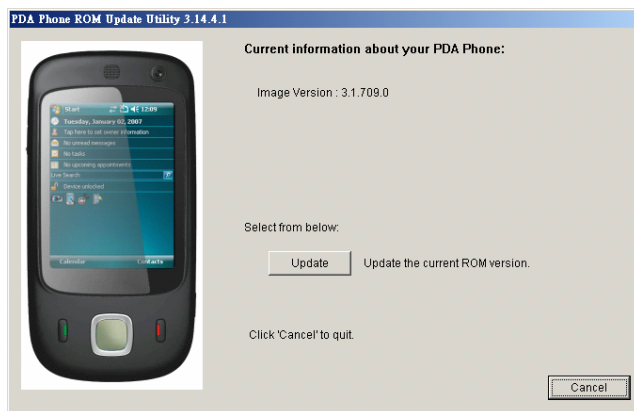 PDA Phone ROM Update Utility 3.14.4.1
Current information about your PDA Phone:
Image Version : 3.1.709.0
Start
12:09
Tuesday, January 02, 2007
Tap here to set owner information
No unread messages
No tasks
No upcoming appointments
Live Search
Device unlocked
Calendar
Contacts
Select from below:
Update
Update the current ROM version.
Click 'Cancel' to quit.
Cancel